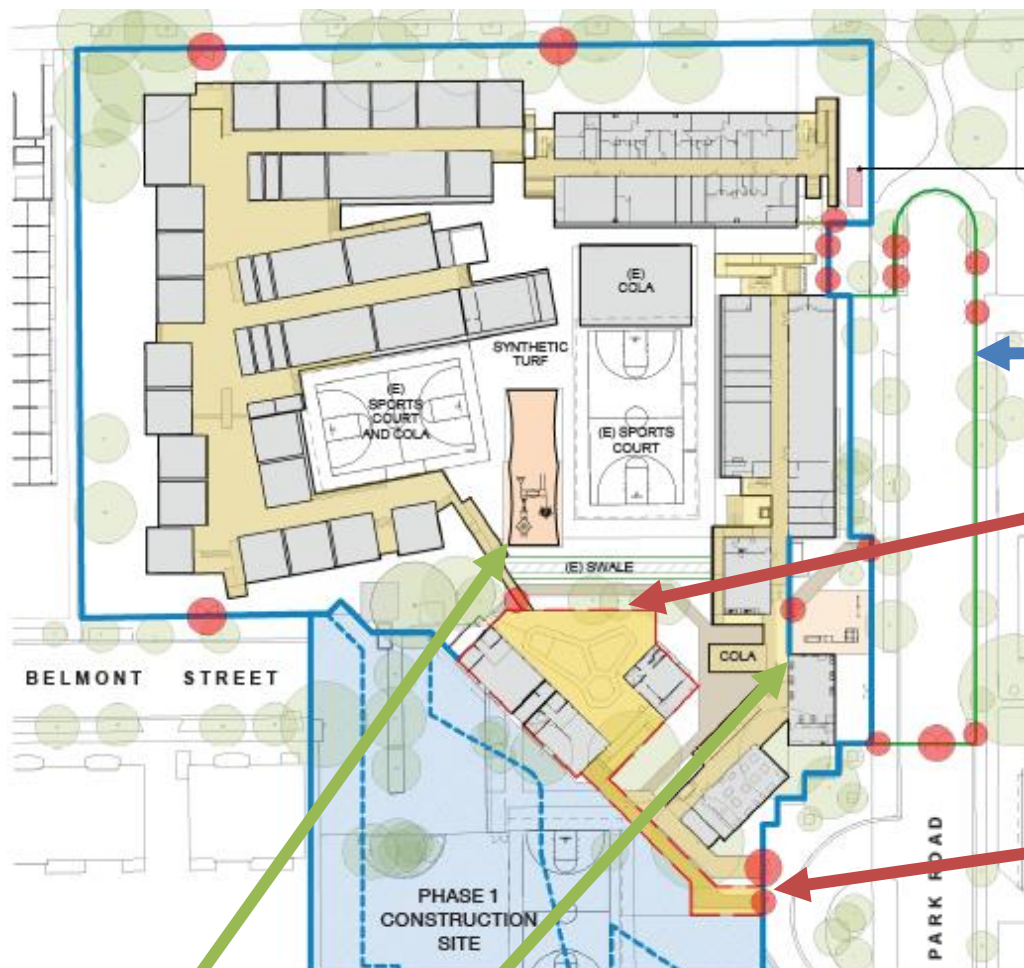 (E)
COLA
SYNTHETIC
TURF
(E)
SPORTS
COURT
AND COLA
(E) SPORTS
COURT
(E) SWALE
COLA
BELMONT STREET
PHASE 1
CONSTRUCTION
SITE
PARK ROAD